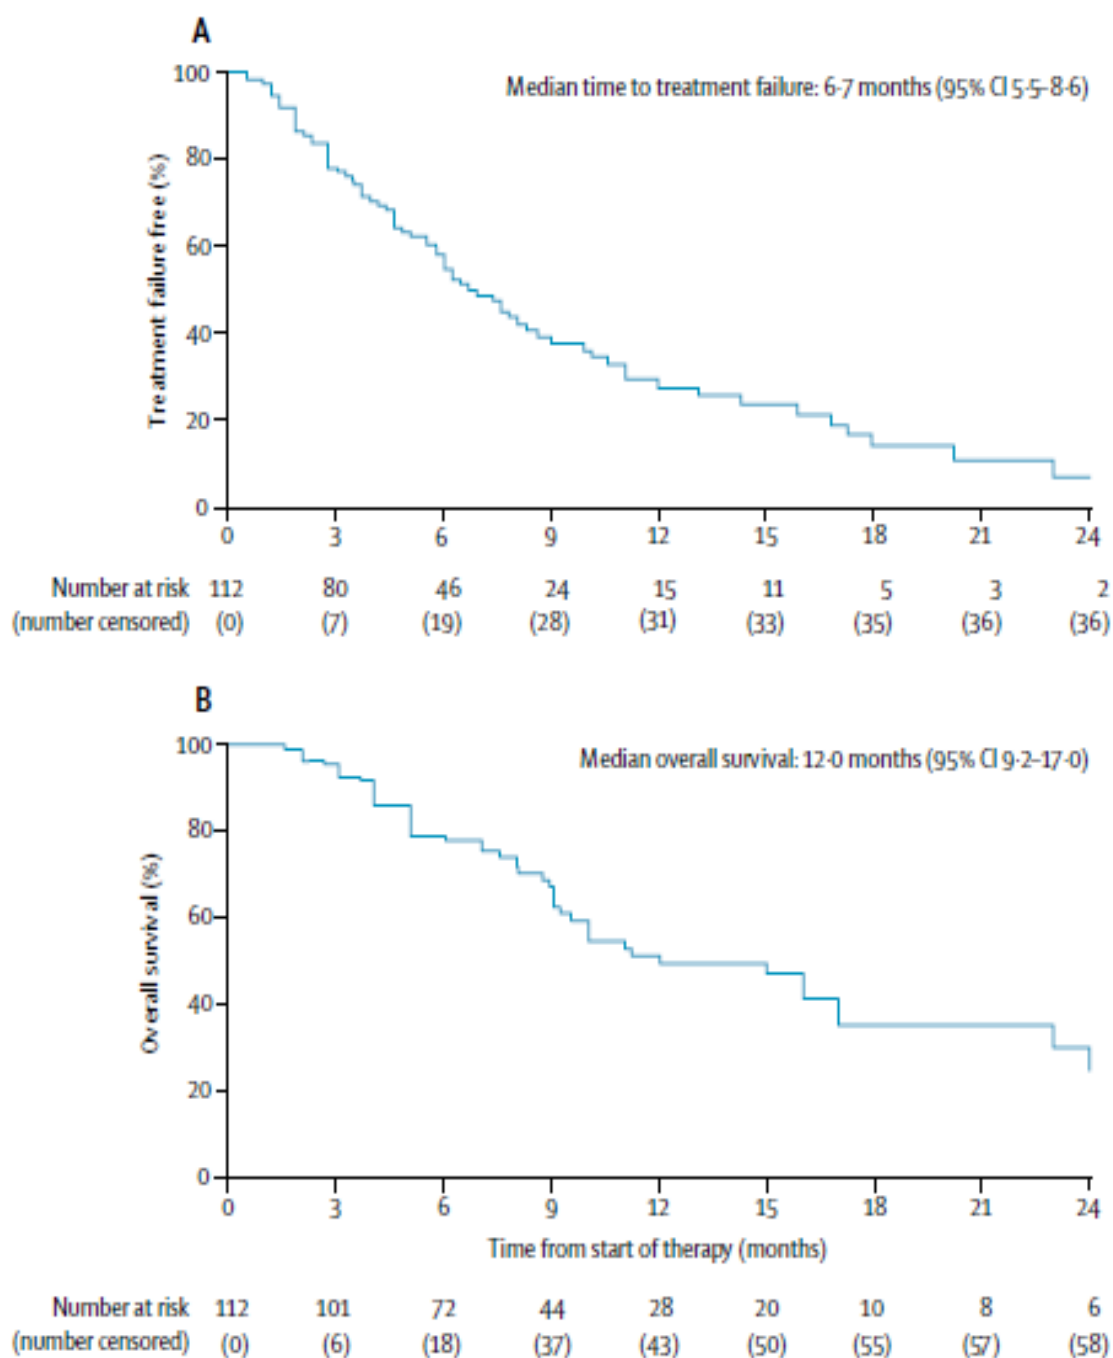 A
Median time to treatment failure: 6·7 months (95% CI 5·5–8·6)
Treatment failure free (%)
100
80
60
40
20
0
0 3 6 9 12 15 18 21 24
Number at risk 112 80 46 24 15 11 5 3 2
(number censored) (0) (7) (19) (28) (31) (33) (35) (36) (36)
B
Median overall survival: 12·0 months (95% CI 9·2–17·0)
Overall survival (%)
100
80
60
40
20
0
0 3 6 9 12 15 18 21 24
Time from start of therapy (months)
Number at risk 112 101 72 44 28 20 10 8 6
(number censored) (0) (6) (18) (37) (43) (50) (55) (57) (58)